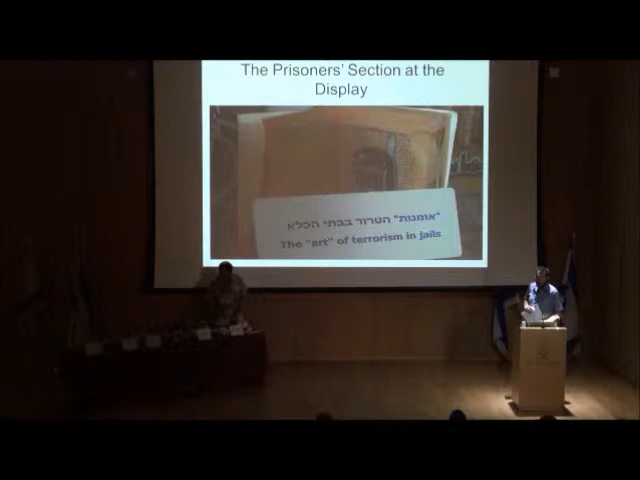 The Prisoners' Section at the
Display
"אומנות" הטרור בבתי הכלא
The "art" of terrorism in jails